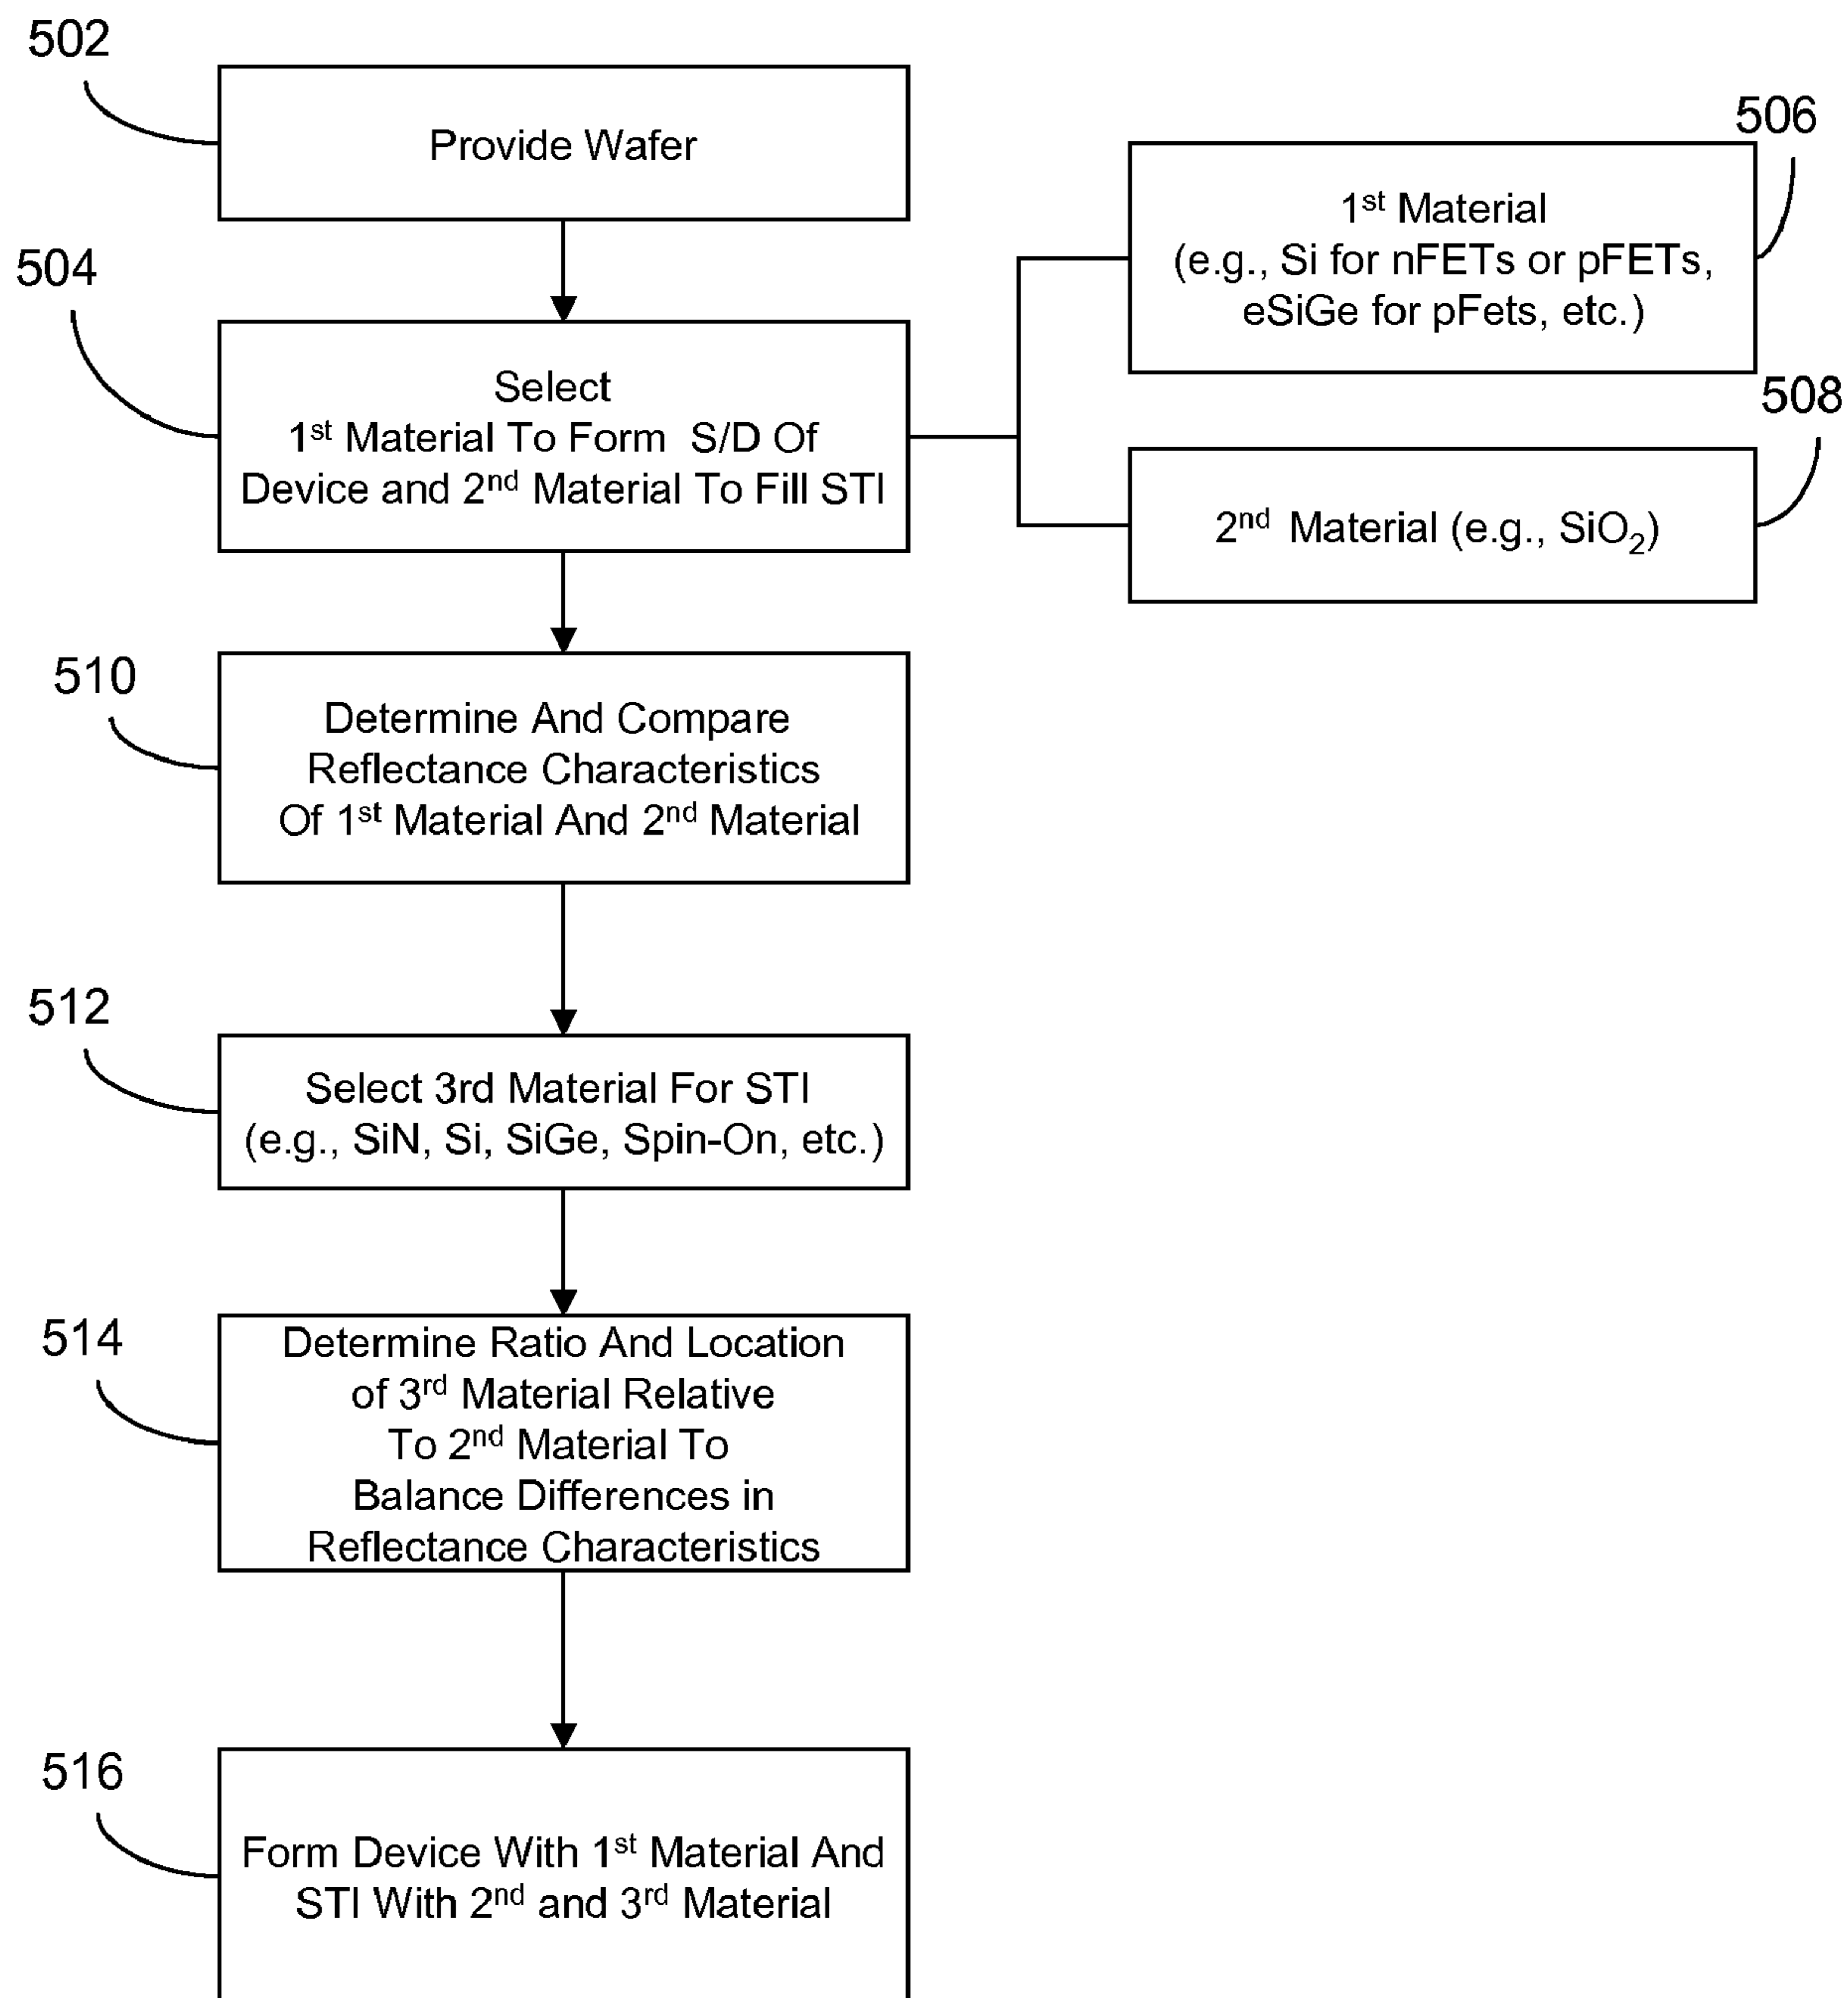 502
Provide Wafer
506
1st Material
(e.g., Si for nFETs or pFETs,
eSiGe for pFets, etc.)
504
Select
1st Material To Form S/D Of
Device and 2nd Material To Fill STI
508
2nd Material (e.g., SiO2)
510
Determine And Compare
Reflectance Characteristics
Of 1st Material And 2nd Material
512
Select 3rd Material For STI
(e.g., SiN, Si, SiGe, Spin-On, etc.)
514
Determine Ratio And Location
of 3rd Material Relative
To 2nd Material To
Balance Differences in
Reflectance Characteristics
516
Form Device With 1st Material And
STI With 2nd and 3rd Material